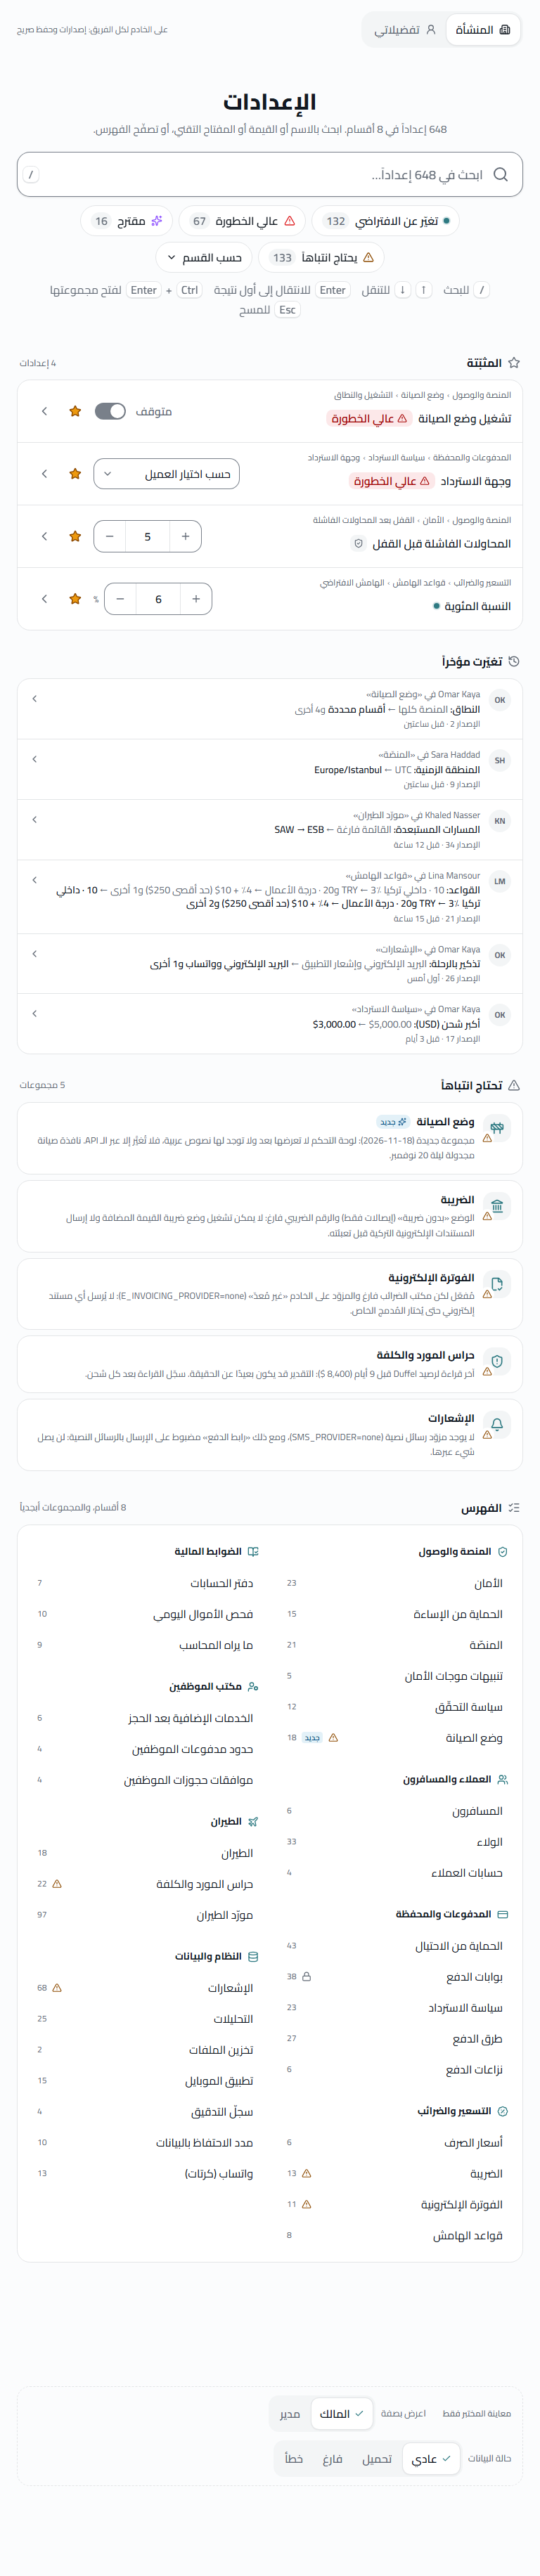 المنشأة
تفضيلاتي
على الخادم لكل الفريق: إصدارات وحفظ صريح
الإعدادات
648 إعداداً في 8 أقسام. ابحث بالاسم أو القيمة أو المفتاح التقني، أو تصفّح الفهرس.
ابحث في 648 إعداداً...
/
تغيّر عن الافتراضي 132
عالي الخطورة 67
مقترح 16
يحتاج انتباهاً 133
حسب القسم
/ للبحث ↑ ↓ للتنقل Enter للانتقال إلى أول نتيجة Ctrl + Enter لفتح مجموعتها
Esc للمسح
المثبّتة
4 إعدادات
المنصة والوصول › وضع الصيانة › التشغيل والنطاق
تشغيل وضع الصيانة
عالي الخطورة
متوقف
المدفوعات والمحفظة › سياسة الاسترداد › وجهة الاسترداد
وجهة الاسترداد
عالي الخطورة
حسب اختيار العميل
المنصة والوصول › الأمان › القفل بعد المحاولات الفاشلة
المحاولات الفاشلة قبل القفل
5
التسعير والضرائب › قواعد الهامش › الهامش الافتراضي
النسبة المئوية
6
%
تغيّرت مؤخراً
OK
Omar Kaya في «وضع الصيانة»
النطاق: المنصة كلها ← أقسام محددة و4 أخرى
الإصدار 2 · قبل ساعتين
SH
Sara Haddad في «المنصّة»
المنطقة الزمنية: UTC ← Europe/Istanbul
الإصدار 9 · قبل ساعتين
KN
Khaled Nasser في «مورّد الطيران»
المسارات المستبعدة: القائمة فارغة ← SAW → ESB
الإصدار 34 · قبل 12 ساعة
LM
Lina Mansour في «قواعد الهامش»
القواعد: 10 · داخلي تركيا TRY ← 3٪ و20 · درجة الأعمال ← 4٪ + 10$ (حد أقصى 250$) و1 أخرى ← 10 · داخلي
تركيا TRY ← 3٪ و20 · درجة الأعمال ← 4٪ + 10$ (حد أقصى 250$) و2 أخرى
الإصدار 21 · قبل 15 ساعة
OK
Omar Kaya في «الإشعارات»
تذكير بالرحلة: البريد الإلكتروني وإشعار التطبيق ← البريد الإلكتروني وواتساب و1 أخرى
الإصدار 26 · أول أمس
OK
Omar Kaya في «سياسة الاسترداد»
أكبر شحن (USD): $5,000.00 ← $3,000.00
الإصدار 17 · قبل 3 أيام
تحتاج انتباهاً
5 مجموعات
وضع الصيانة
جديد
مجموعة جديدة (18-11-2026): لوحة التحكم لا تعرضها بعد ولا توجد لها نصوص عربية، فلا تُغيَّر إلا عبر الـ API. نافذة صيانة
مجدولة ليلة 20 نوفمبر.
الضريبة
الوضع «بدون ضريبة» (إيصالات فقط) والرقم الضريبي فارغ: لا يمكن تشغيل وضع ضريبة القيمة المضافة ولا إرسال
المستندات الإلكترونية التركية قبل تعبئته.
الفوترة الإلكترونية
مُفعّل لكن مكتب الضرائب فارغ والمزوّد على الخادم «غير مُعدّ» (E_INVOICING_PROVIDER=none): لا يُرسل أي مستند
إلكتروني حتى يُختار المُدمج الخاص.
حراس المورد والكلفة
آخر قراءة لرصيد Duffel قبل 9 أيام (8,400 $): التقدير قد يكون بعيدًا عن الحقيقة. سجّل القراءة بعد كل شحن.
الإشعارات
لا يوجد مزوّد رسائل نصية (SMS_PROVIDER=none)، ومع ذلك «رابط الدفع» مضبوط على الإرسال بالرسائل النصية: لن يصل
شيء عبرها.
الفهرس
8 أقسام، والمجموعات أبجدياً
المنصة والوصول
الأمان 23
الحماية من الإساءة 15
المنصّة 21
تنبيهات موجات الأمان 5
سياسة التحقّق 12
وضع الصيانة جديد 18
العملاء والمسافرون
المسافرون 6
الولاء 33
حسابات العملاء 4
المدفوعات والمحفظة
الحماية من الاحتيال 43
بوابات الدفع 38
سياسة الاسترداد 23
طرق الدفع 27
نزاعات الدفع 6
التسعير والضرائب
أسعار الصرف 6
الضريبة 13
الفوترة الإلكترونية 11
قواعد الهامش 8
الضوابط المالية
دفتر الحسابات 7
فحص الأموال اليومي 10
ما يراه المحاسب 9
مكتب الموظفين
الخدمات الإضافية بعد الحجز 6
حدود مدفوعات الموظفين 4
موافقات حجوزات الموظفين 4
الطيران
الطيران 18
حراس المورد والكلفة 22
مورّد الطيران 97
النظام والبيانات
الإشعارات 68
التحليلات 25
تخزين الملفات 2
تطبيق الموبايل 15
سجلّ التدقيق 4
مدد الاحتفاظ بالبيانات 10
واتساب (كرتات) 13
معاينة المختبر فقط
اعرض بصفة
المالك
مدير
حالة البيانات
عادي
تحميل
فارغ
خطأ